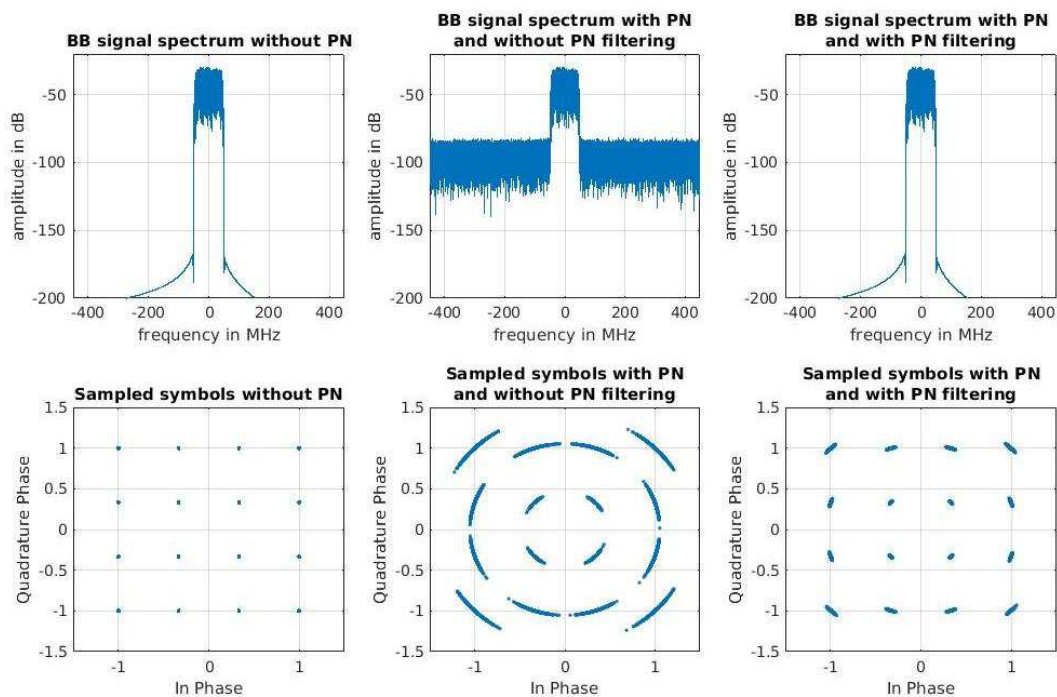 BB signal spectrum without PN
-50
-100
-150
-200
amplitude in dB
-400 -200 0 200 400
frequency in MHz
BB signal spectrum with PN
and without PN filtering
-50
-100
-150
-200
amplitude in dB
-400 -200 0 200 400
frequency in MHz
BB signal spectrum with PN
and with PN filtering
-50
-100
-150
-200
amplitude in dB
-400 -200 0 200 400
frequency in MHz
Sampled symbols without PN
1.5
1
0.5
0
-0.5
-1
-1.5
Quadrature Phase
-1 0 1
In Phase
Sampled symbols with PN
and without PN filtering
1.5
1
0.5
0
-0.5
-1
-1.5
Quadrature Phase
-1 0 1
In Phase
Sampled symbols with PN
and with PN filtering
1.5
1
0.5
0
-0.5
-1
-1.5
Quadrature Phase
-1 0 1
In Phase